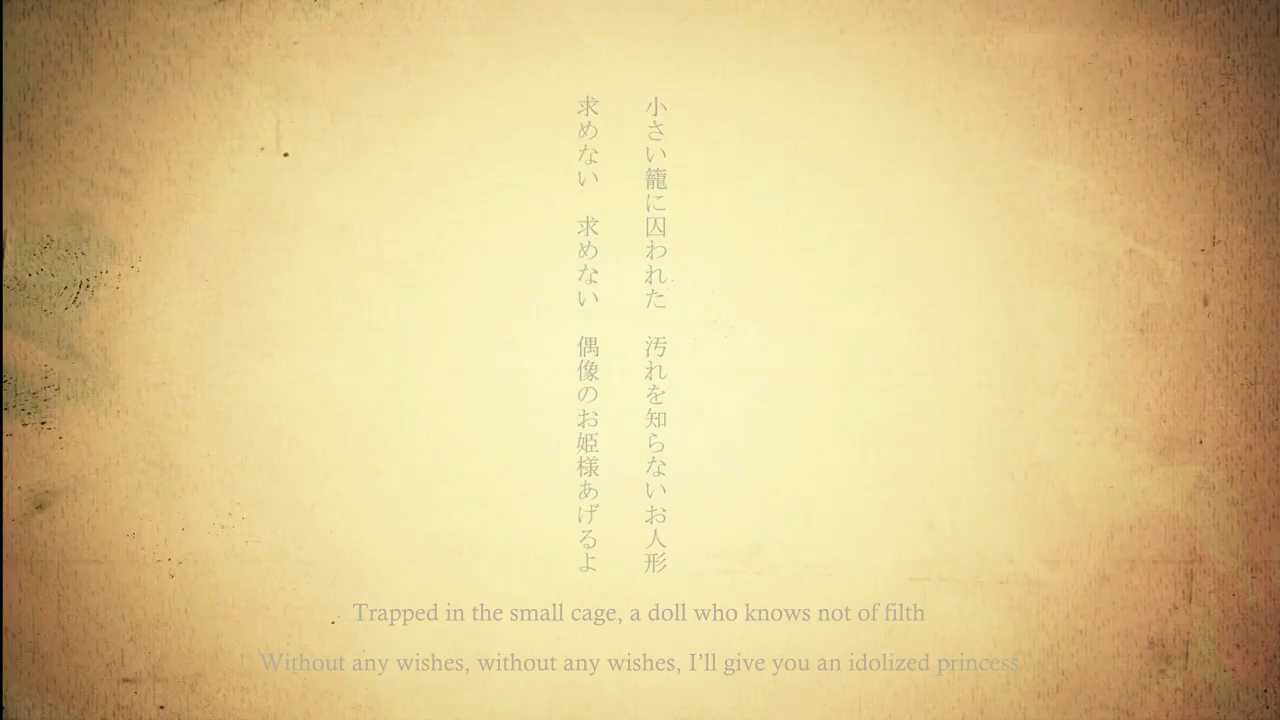 小さい籠に囚われた　汚れを知らないお人形
求めない　求めない　偶像のお姫様あげるよ
Trapped in the small cage, a doll who knows not of filth
Without any wishes, without any wishes, I’ll give you an idolized princess